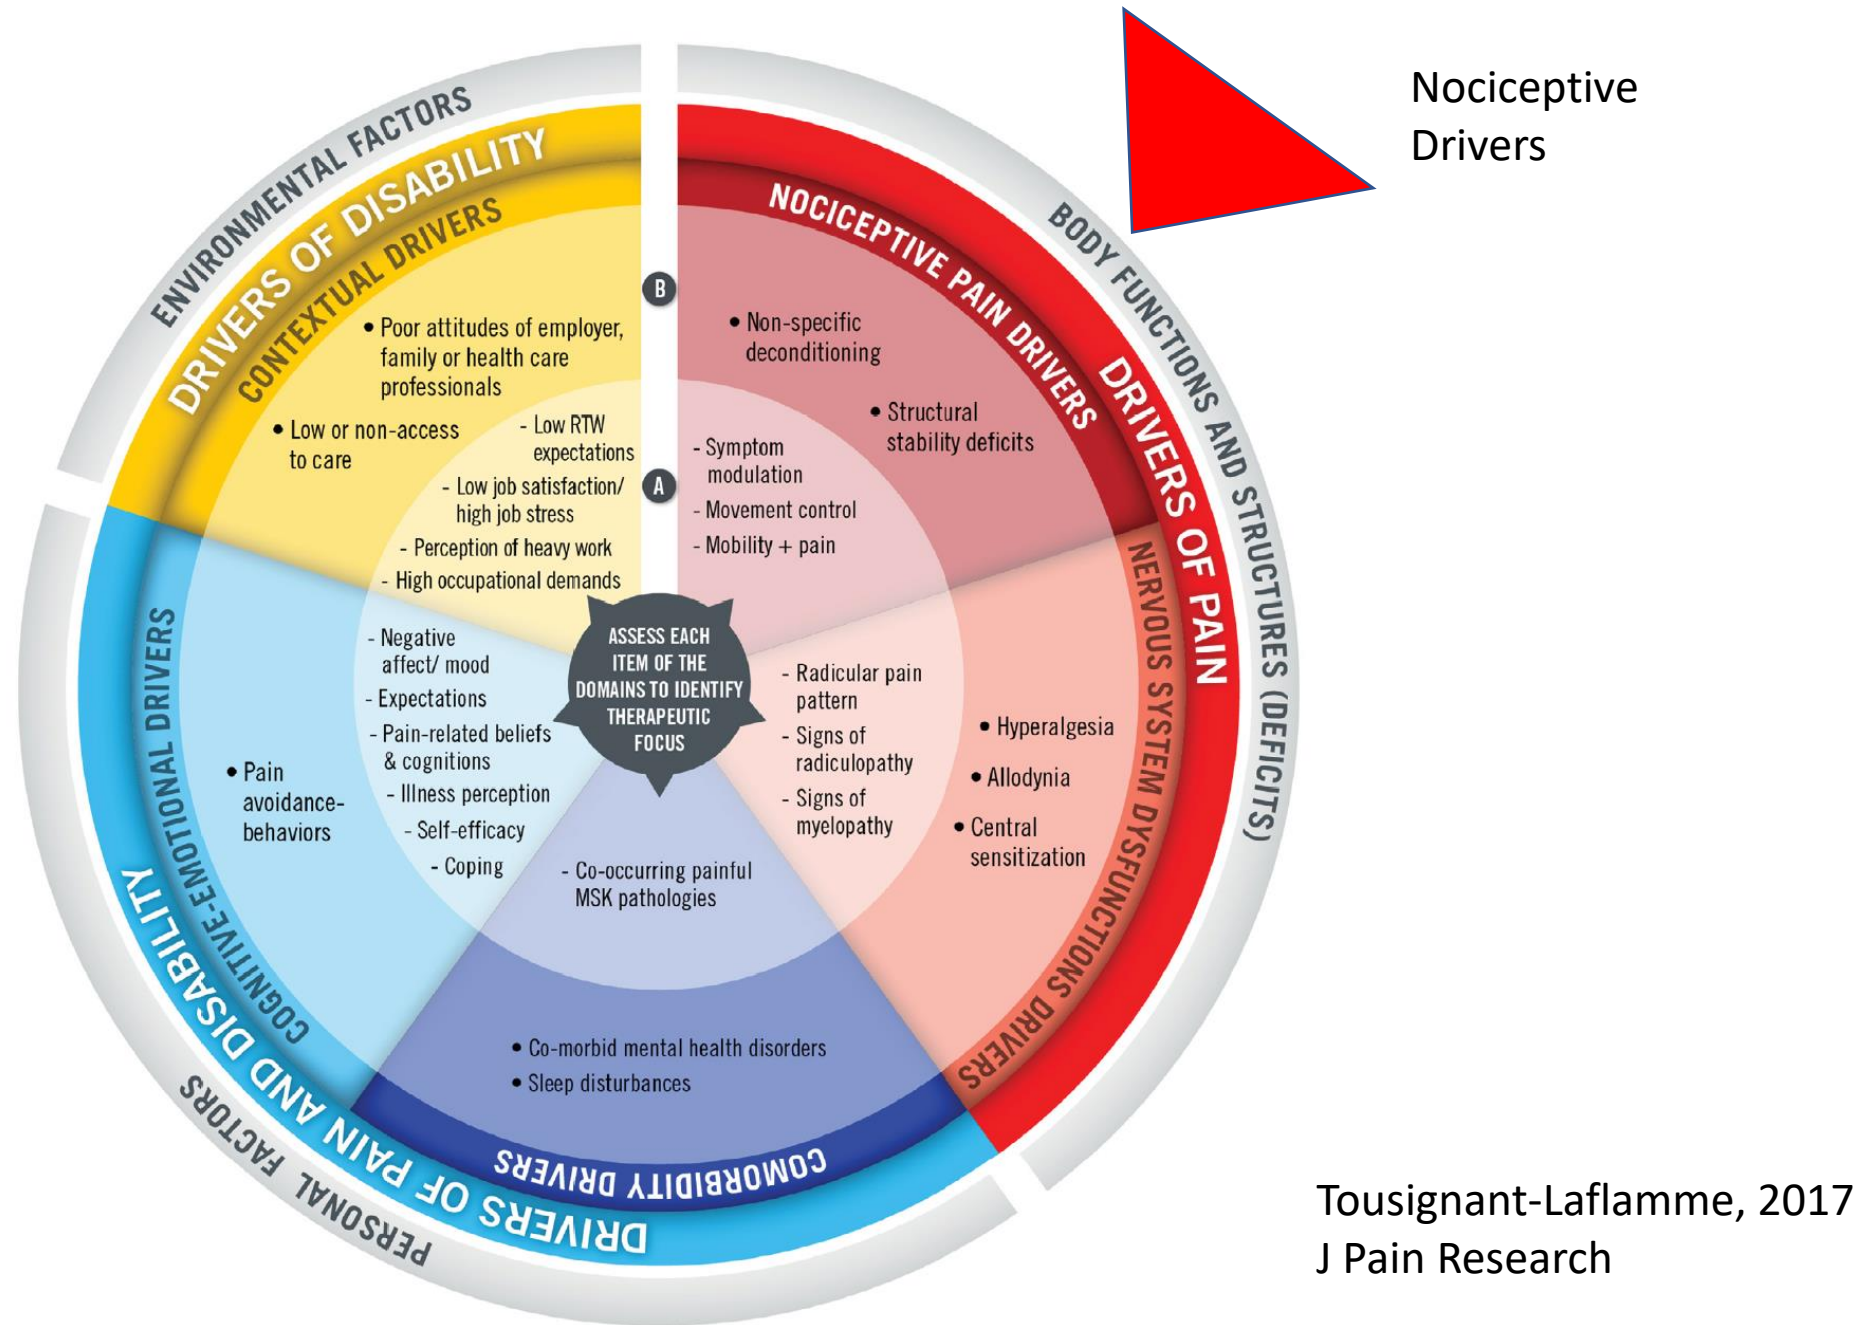 Nociceptive
Drivers
ENVIRONMENTAL FACTORS
DRIVERS OF DISABILITY
CONTEXTUAL DRIVERS
• Poor attitudes of employer,
family or health care
professionals
• Low or non-access
to care
- Low RTW
expectations
- Low job satisfaction/
high job stress
- Perception of heavy work
- High occupational demands
B
A
BODY FUNCTIONS AND STRUCTURES (DEFICITS)
DRIVERS OF PAIN
NOCICEPTIVE PAIN DRIVERS
• Non-specific
deconditioning
• Structural
stability deficits
- Symptom
modulation
- Movement control
- Mobility + pain
NERVOUS SYSTEM DYSFUNCTIONS DRIVERS
- Radicular pain
pattern
- Signs of
radiculopathy
- Signs of
myelopathy
• Hyperalgesia
• Allodynia
• Central
sensitization
ASSESS EACH
ITEM OF THE
DOMAINS TO IDENTIFY
THERAPEUTIC
FOCUS
- Negative
affect/ mood
- Expectations
- Pain-related beliefs
& cognitions
- Illness perception
- Self-efficacy
- Coping
• Pain
avoidance-
behaviors
COGNITIVE-EMOTIONAL DRIVERS
- Co-occurring painful
MSK pathologies
• Co-morbid mental health disorders
• Sleep disturbances
COMORBIDITY DRIVERS
DRIVERS OF PAIN AND DISABILITY
PERSONAL FACTORS
Tousignant-Laflamme, 2017
J Pain Research